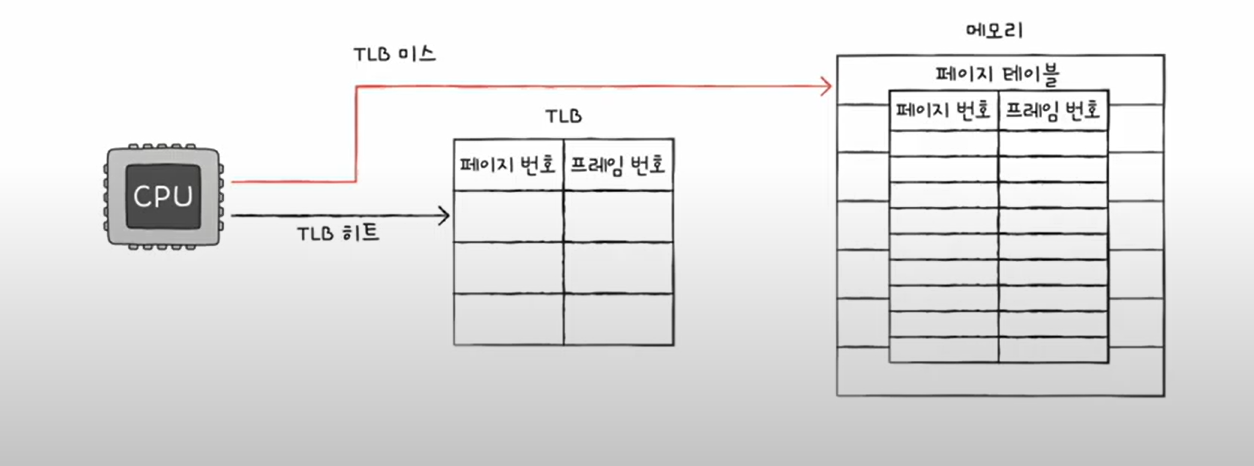 메모리
TLB 미스
페이지 테이블
페이지 번호 프레임 번호
TLB
페이지 번호 프레임 번호
CPU
TLB 히트